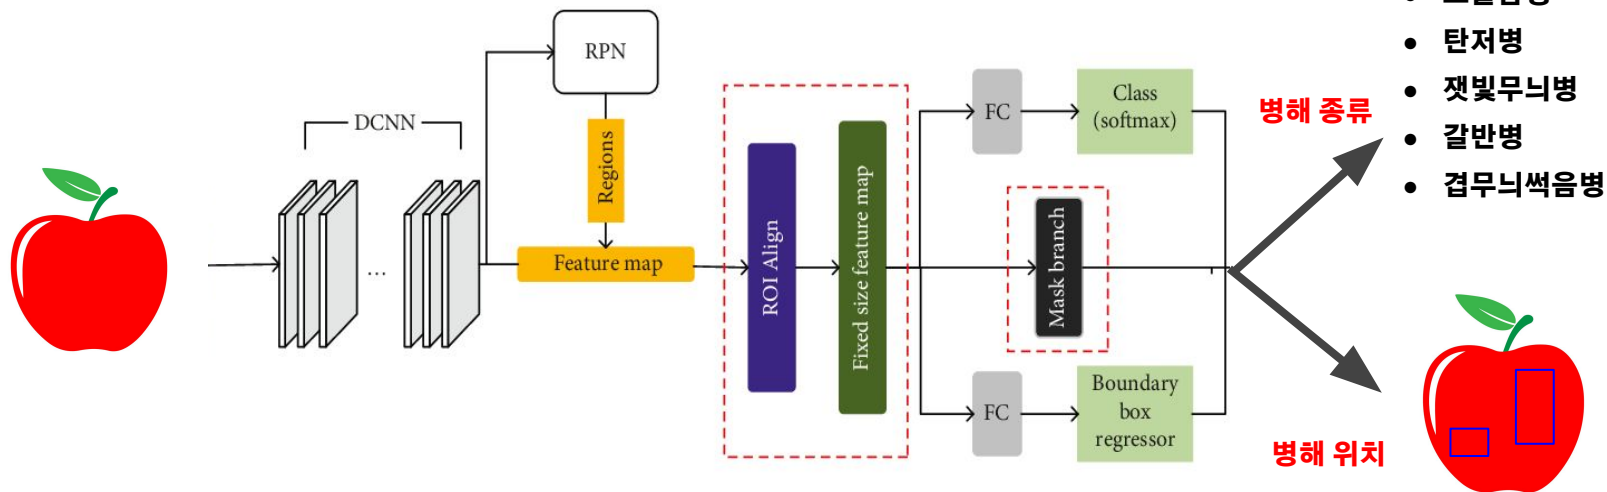 RPN
탄저병
잿빛무늬병
갈반병
겹무늬썩음병
DCNN
Regions
Feature map
ROI Align
Fixed size feature map
FC
Class
(softmax)
병해 종류
Mask branch
FC
Boundary
box
regressor
병해 위치
...